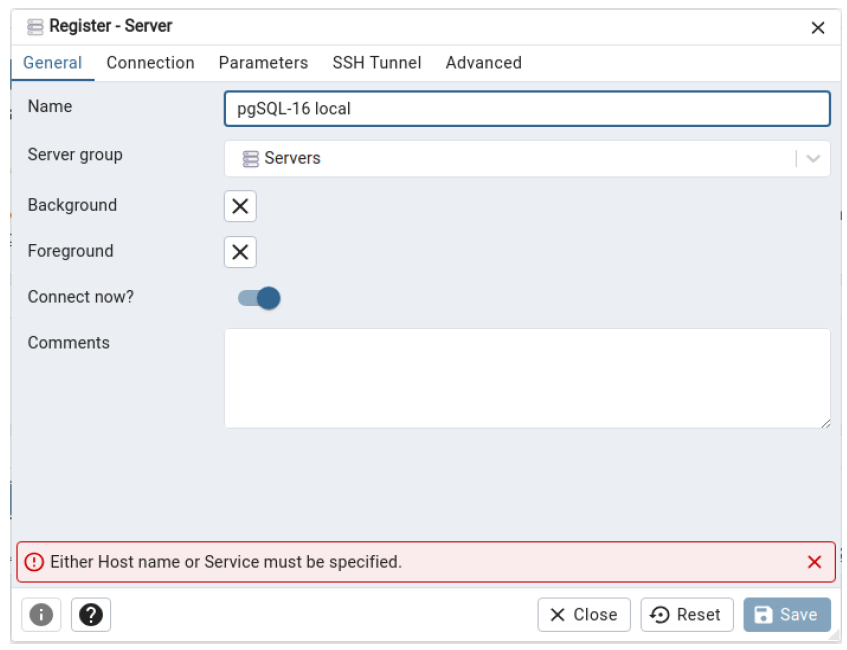 Register - Server
General Connection Parameters SSH Tunnel Advanced
Name pgSQL-16 local
Server group Servers
Background
Foreground
Connect now?
Comments
Either Host name or Service must be specified.
Close Reset Save